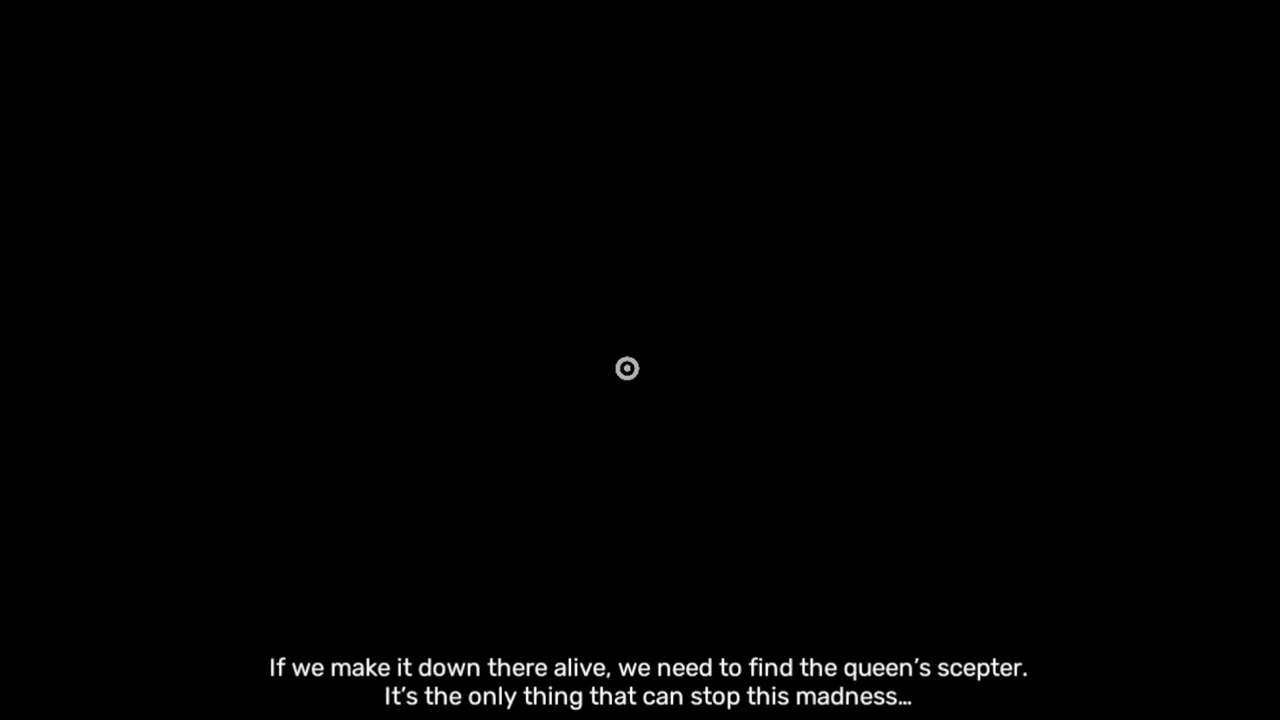 If we make it down there alive, we need to find the queen’s scepter.
It’s the only thing that can stop this madness…